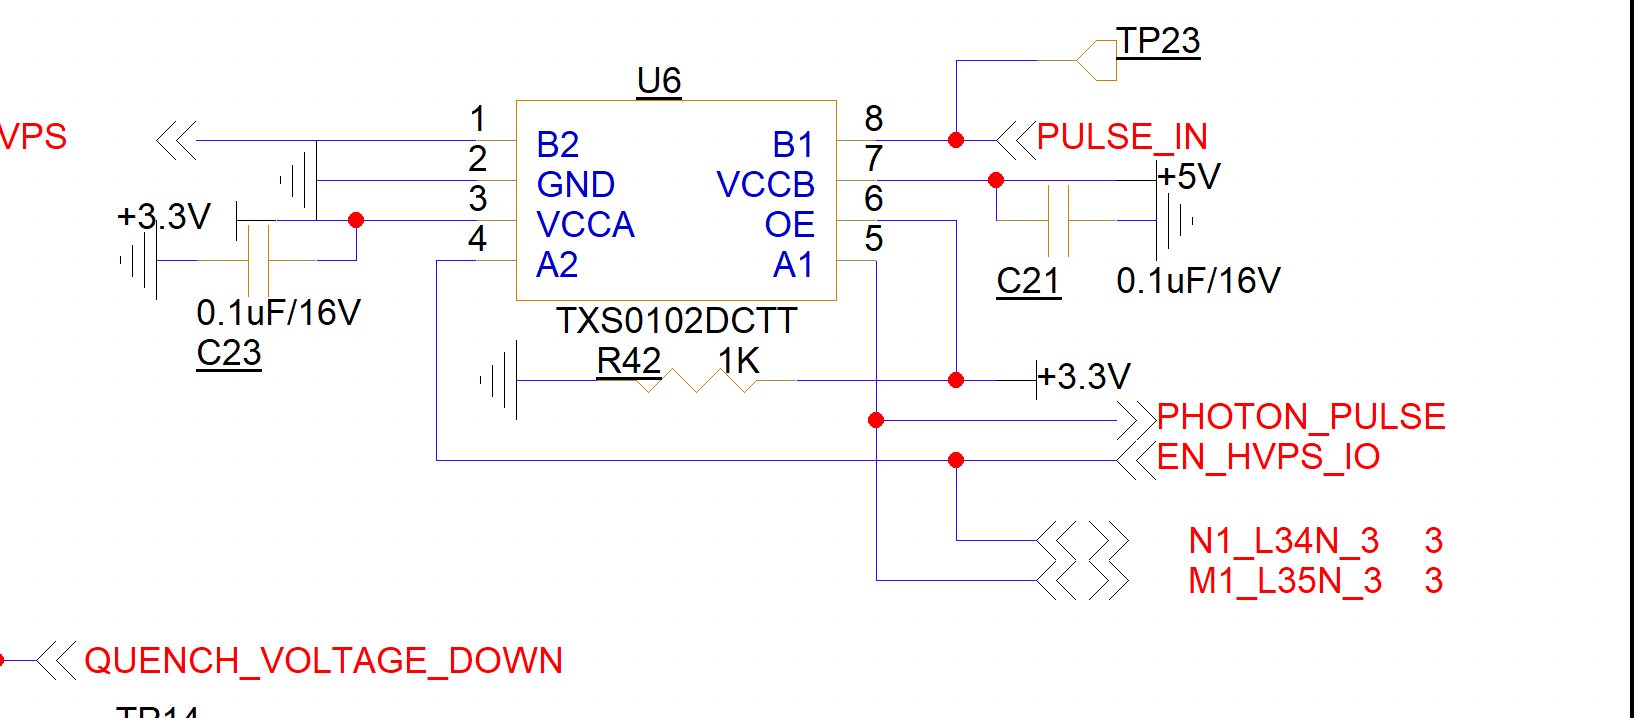 TP23
U6
1
8
VPS
B2
B1
PULSE_IN
2
7
GND
VCCB
+5V
3
6
+3.3V
VCCA
OE
4
5
A2
A1
C21
0.1uF/16V
0.1uF/16V
TXS0102DCTT
C23
R42 1K
+3.3V
PHOTON_PULSE
EN_HVPS_IO
N1_L34N_3 3
M1_L35N_3 3
QUENCH_VOLTAGE_DOWN
TP14